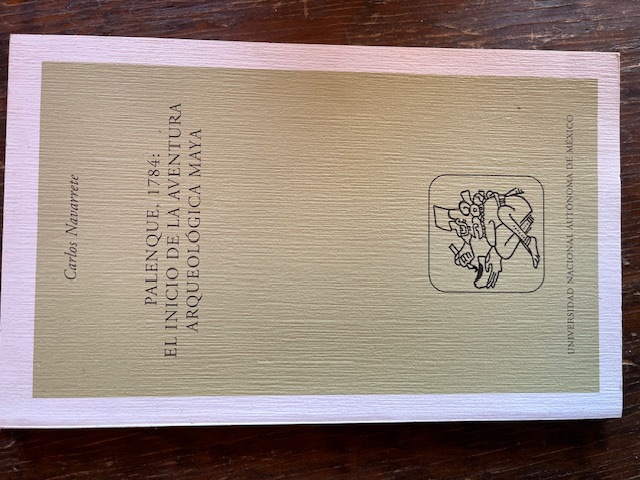 Carlos Navarrete
PALENQUE, 1784:
EL INICIO DE LA AVENTURA
ARQUEOLÓGICA MAYA
UNIVERSIDAD NACIONAL AUTÓNOMA DE MÉXICO